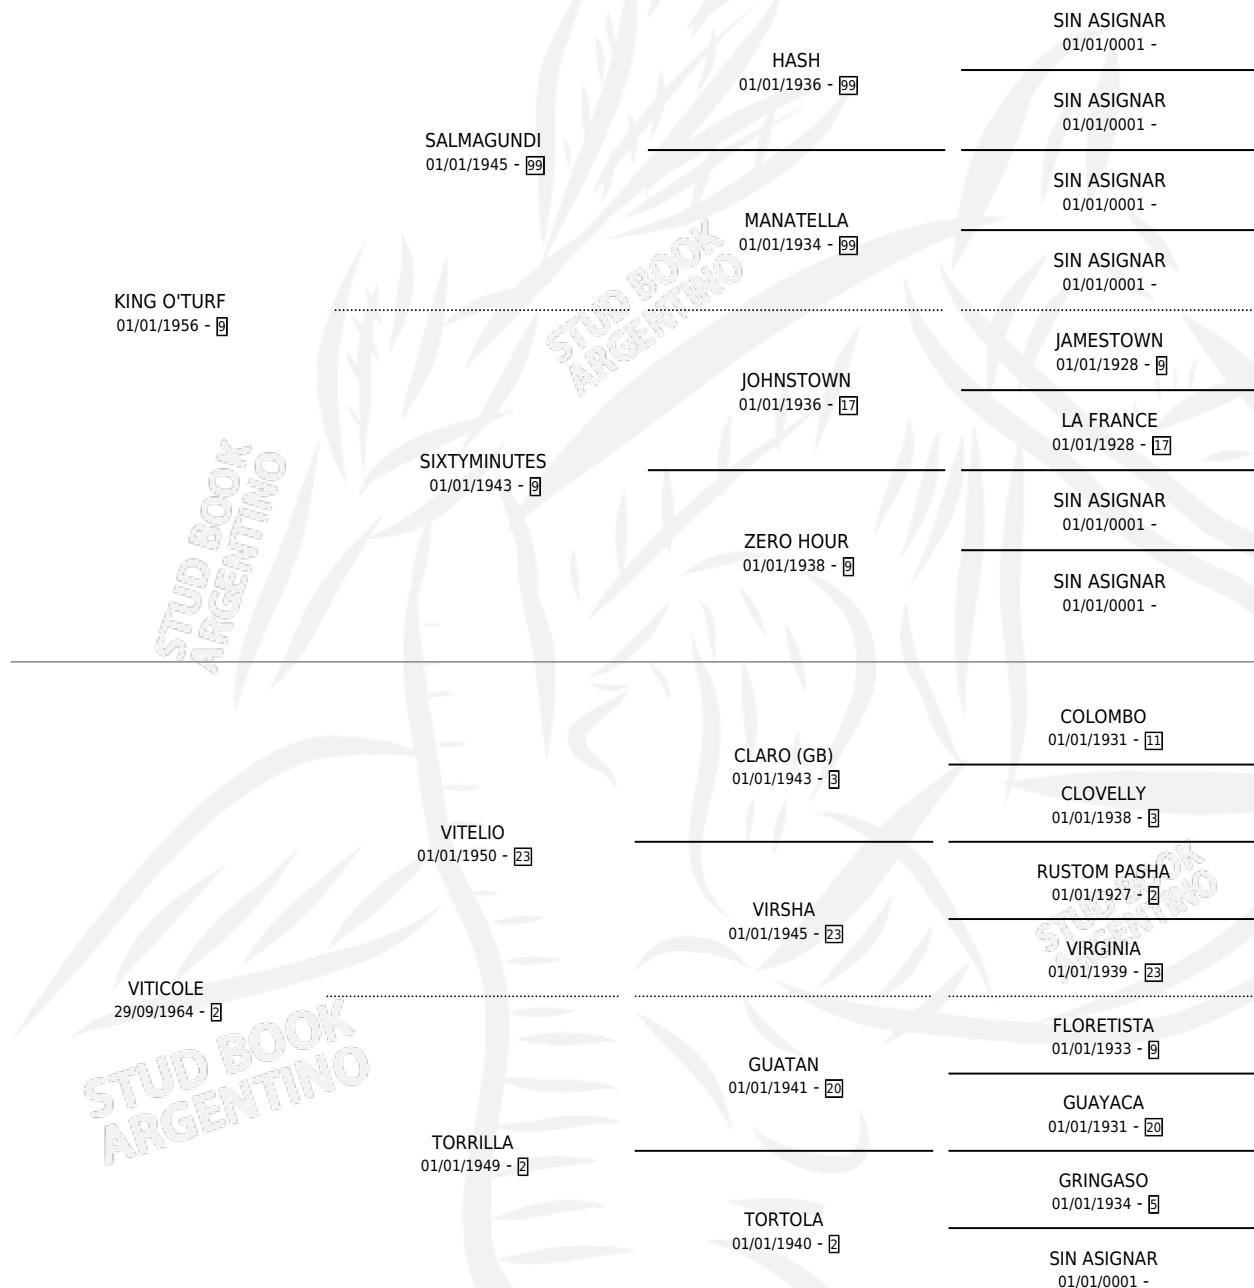 SIN ASIGNAR
01/01/0001 -
HASH
01/01/1936 - 99
SIN ASIGNAR
01/01/0001 -
SALMAGUNDI
01/01/1945 - 99
SIN ASIGNAR
01/01/0001 -
MANATELLA
01/01/1934 - 99
SIN ASIGNAR
01/01/0001 -
KING O'TURF
01/01/1956 - 9
JAMESTOWN
01/01/1928 - 9
JOHNSTOWN
01/01/1936 - 17
LA FRANCE
01/01/1928 - 17
SIXTYMINUTES
01/01/1943 - 9
SIN ASIGNAR
01/01/0001 -
ZERO HOUR
01/01/1938 - 9
SIN ASIGNAR
01/01/0001 -
COLOMBO
01/01/1931 - 11
CLARO (GB)
01/01/1943 - 3
CLOVELLY
01/01/1938 - 3
VITELIO
01/01/1950 - 23
RUSTOM PASHA
01/01/1927 - 2
VIRSHA
01/01/1945 - 23
VIRGINIA
01/01/1939 - 23
VITICOLE
29/09/1964 - 2
FLORETISTA
01/01/1933 - 9
GUATAN
01/01/1941 - 20
GUAYACA
01/01/1931 - 20
TORRILLA
01/01/1949 - 2
GRINGASO
01/01/1934 - 5
TORTOLA
01/01/1940 - 2
SIN ASIGNAR
01/01/0001 -
STUD BOOK
ARGENTINO
STUD BOOK
ARGENTINO
STUD BOOK
ARGENTINO
STUD BOOK
ARGENTINO